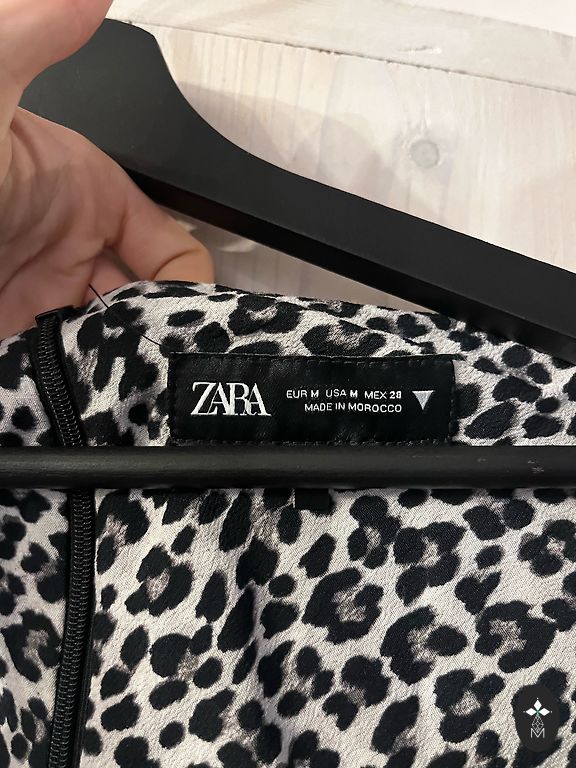 ZARA
EUR M USA M MEX 28
MADE IN MOROCCO
M